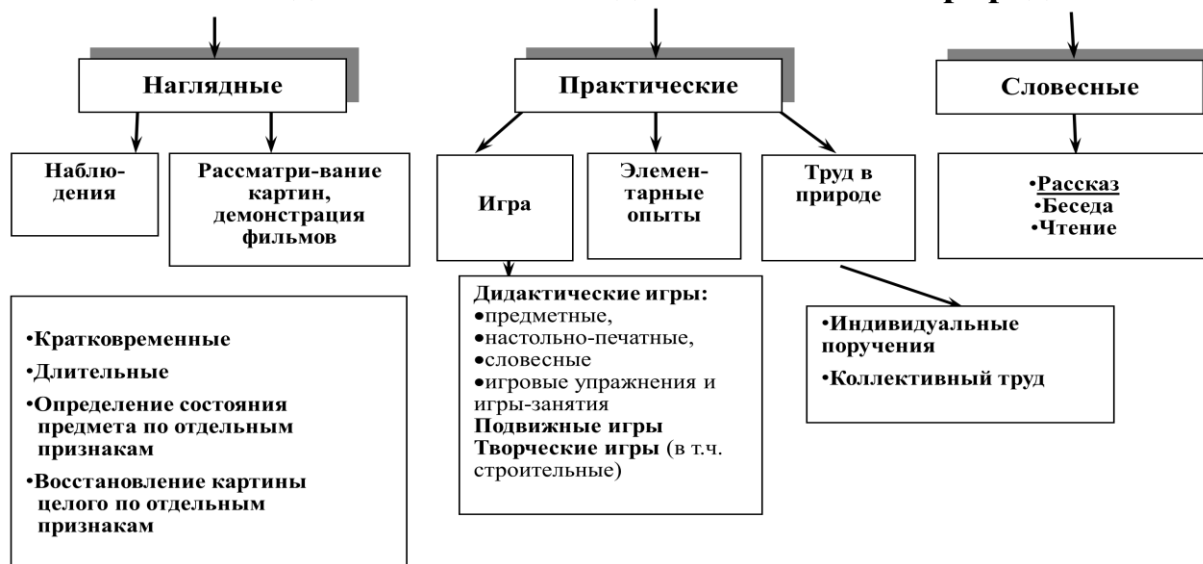 Наглядные
Практические
Словесные
Наблю-
дения
Рассматри-вание
картин,
демонстрация
фильмов
Игра
Элемен-
тарные
опыты
Труд в
природе
•Рассказ
•Беседа
•Чтение
•Кратковременные
•Длительные
•Определение состояния
предмета по отдельным
признакам
•Восстановление картины
целого по отдельным
признакам
Дидактические игры:
•предметные,
•настольно-печатные,
•словесные
•игровые упражнения и
игры-занятия
Подвижные игры
Творческие игры (в т.ч.
строительные)
•Индивидуальные
поручения
•Коллективный труд